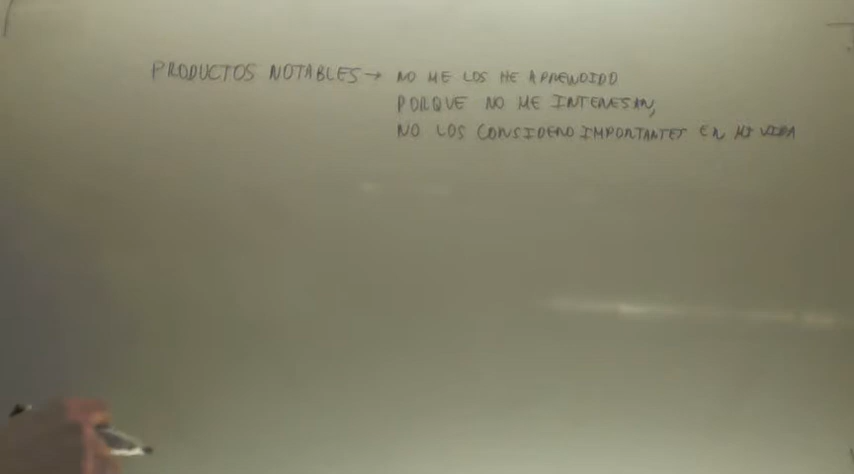 PRODUCTOS NOTABLES → NO ME LOS HE APRENDIDO
PORQUE NO ME INTERESAN,
NO LOS CONSIDERO IMPORTANTES EN MI VIDA